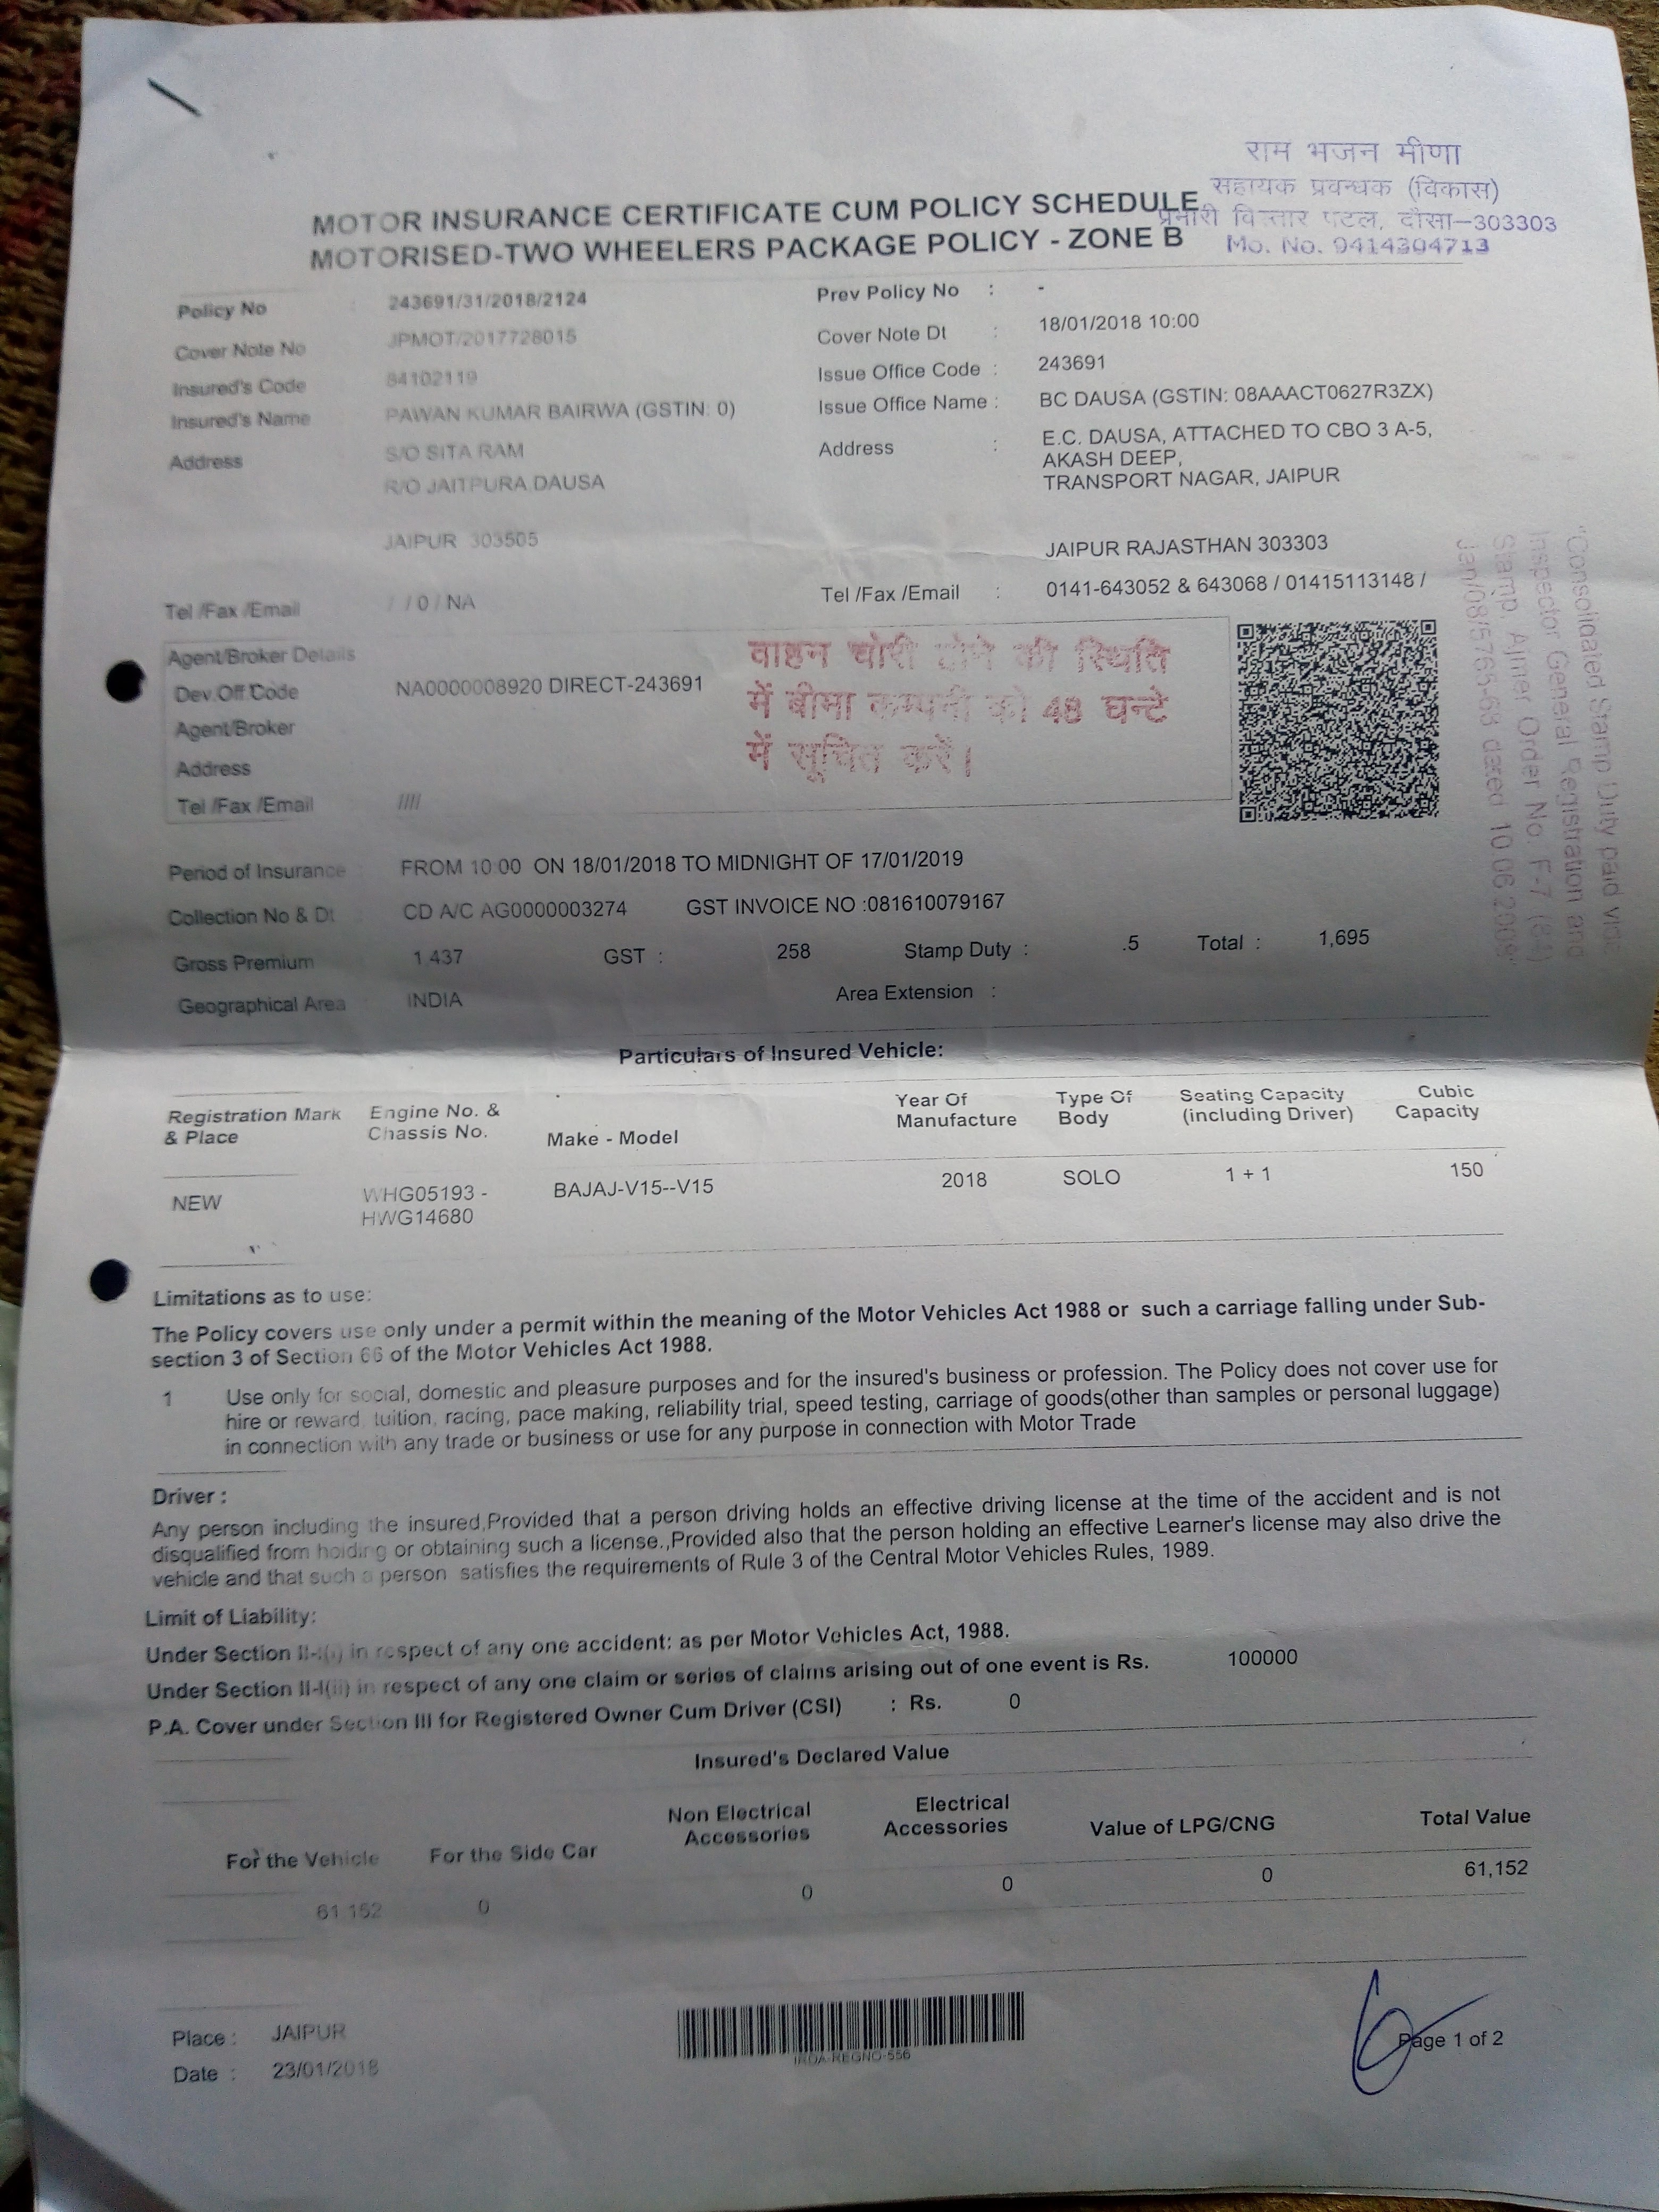 राम भजन मीणा
सहायक प्रवन्धक (विकास)
प्रभारी विस्तार पटल, दौसा-303303
Mo. No. 9414304713
MOTOR INSURANCE CERTIFICATE CUM POLICY SCHEDULE
MOTORISED-TWO WHEELERS PACKAGE POLICY - ZONE B
Policy No : 243691/31/2018/2124 Prev Policy No : -
Cover Note No JPMOT/2017728015 Cover Note Dt : 18/01/2018 10:00
Insured's Code 84102119 Issue Office Code : 243691
Insured's Name PAWAN KUMAR BAIRWA (GSTIN: 0) Issue Office Name : BC DAUSA (GSTIN: 08AAACT0627R3ZX)
Address S/O SITA RAM Address : E.C. DAUSA, ATTACHED TO CBO 3 A-5,
R/O JAITPURA DAUSA AKASH DEEP,
TRANSPORT NAGAR, JAIPUR
JAIPUR 303505 JAIPUR RAJASTHAN 303303
Tel /Fax /Email / / 0 / NA Tel /Fax /Email : 0141-643052 & 643068 / 01415113148 /
"Consolidated Stamp Duty paid vide
Inspector General Registration and
Stamp, Ajmer Order No. F-7 (64)
Jan/08/5765-68 dated 10.06.2009"
Agent/Broker Details
Dev.Off.Code NA0000008920 DIRECT-243691
Agent/Broker
Address
Tel /Fax /Email ////
वाहन चोरी होने की स्थिति
में बीमा कम्पनी को 48 घन्टे
में सूचित करें।
Period of Insurance : FROM 10:00 ON 18/01/2018 TO MIDNIGHT OF 17/01/2019
Collection No & Dt : CD A/C AG0000003274 GST INVOICE NO :081610079167
Gross Premium 1,437 GST : 258 Stamp Duty : .5 Total : 1,695
Geographical Area : INDIA Area Extension :
Particulars of Insured Vehicle:
Registration Mark & Place Engine No. & Chassis No. Make - Model Year Of Manufacture Type Of Body Seating Capacity (including Driver) Cubic Capacity
NEW WHG05193 - BAJAJ-V15--V15 2018 SOLO 1 + 1 150
HWG14680
Limitations as to use:
The Policy covers use only under a permit within the meaning of the Motor Vehicles Act 1988 or such a carriage falling under Sub-
section 3 of Section 66 of the Motor Vehicles Act 1988.
1 Use only for social, domestic and pleasure purposes and for the insured's business or profession. The Policy does not cover use for
hire or reward, tuition, racing, pace making, reliability trial, speed testing, carriage of goods(other than samples or personal luggage)
in connection with any trade or business or use for any purpose in connection with Motor Trade
Driver :
Any person including the insured,Provided that a person driving holds an effective driving license at the time of the accident and is not
disqualified from holding or obtaining such a license.,Provided also that the person holding an effective Learner's license may also drive the
vehicle and that such a person satisfies the requirements of Rule 3 of the Central Motor Vehicles Rules, 1989.
Limit of Liability:
Under Section II-I(i) in respect of any one accident: as per Motor Vehicles Act, 1988.
Under Section II-I(ii) in respect of any one claim or series of claims arising out of one event is Rs. 100000
P.A. Cover under Section III for Registered Owner Cum Driver (CSI) : Rs. 0
Insured's Declared Value
For the Vehicle For the Side Car Non Electrical Accessories Electrical Accessories Value of LPG/CNG Total Value
61,152 0 0 0 0 61,152
Place : JAIPUR
Date : 23/01/2018
IRDA-REGNO-556
Page 1 of 2